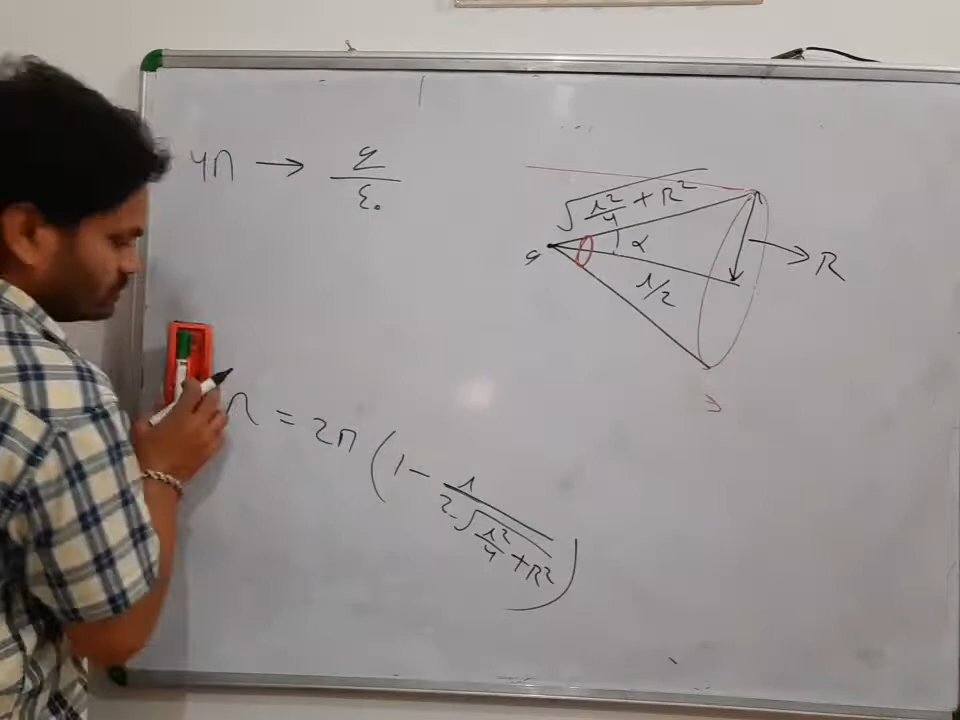 4π → q/ε₀
√(l²/4 + R²)
q
α
l/2
→ R
Ω = 2π (1 - l/(2√(l²/4 + R²)))